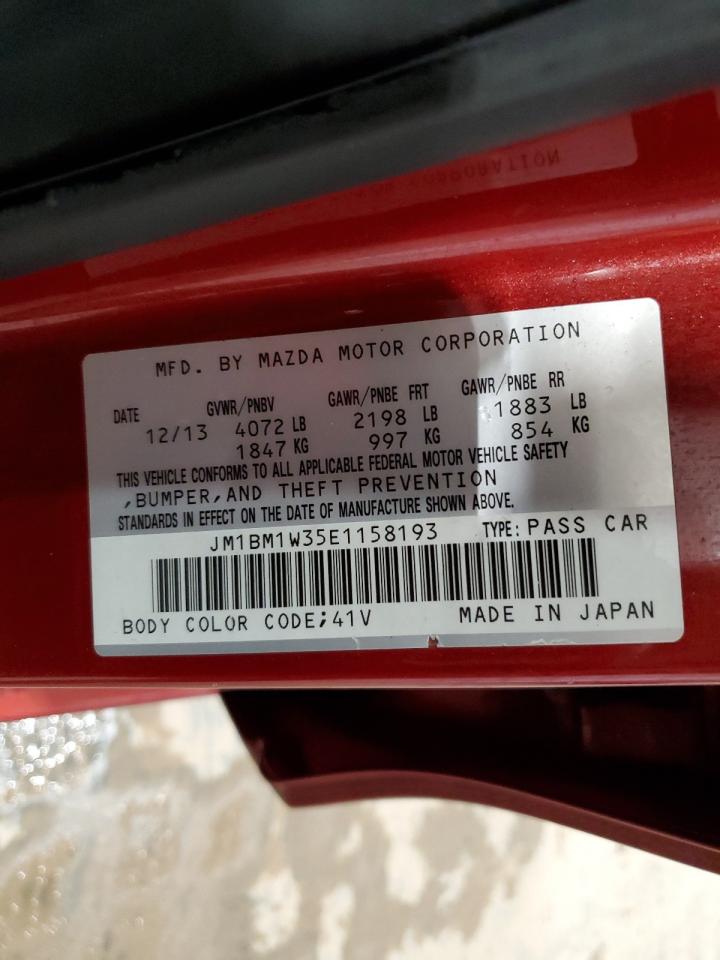 CORPORATION
MFD. BY MAZDA MOTOR CORPORATION
DATE GVWR/PNBV GAWR/PNBE FRT GAWR/PNBE RR
12/13 4072 LB 2198 LB 1883 LB
1847 KG 997 KG 854 KG
THIS VEHICLE CONFORMS TO ALL APPLICABLE FEDERAL MOTOR VEHICLE SAFETY
,BUMPER,AND THEFT PREVENTION
STANDARDS IN EFFECT ON THE DATE OF MANUFACTURE SHOWN ABOVE.
JM1BM1W35E1158193 TYPE: PASS CAR
BODY COLOR CODE;41V MADE IN JAPAN